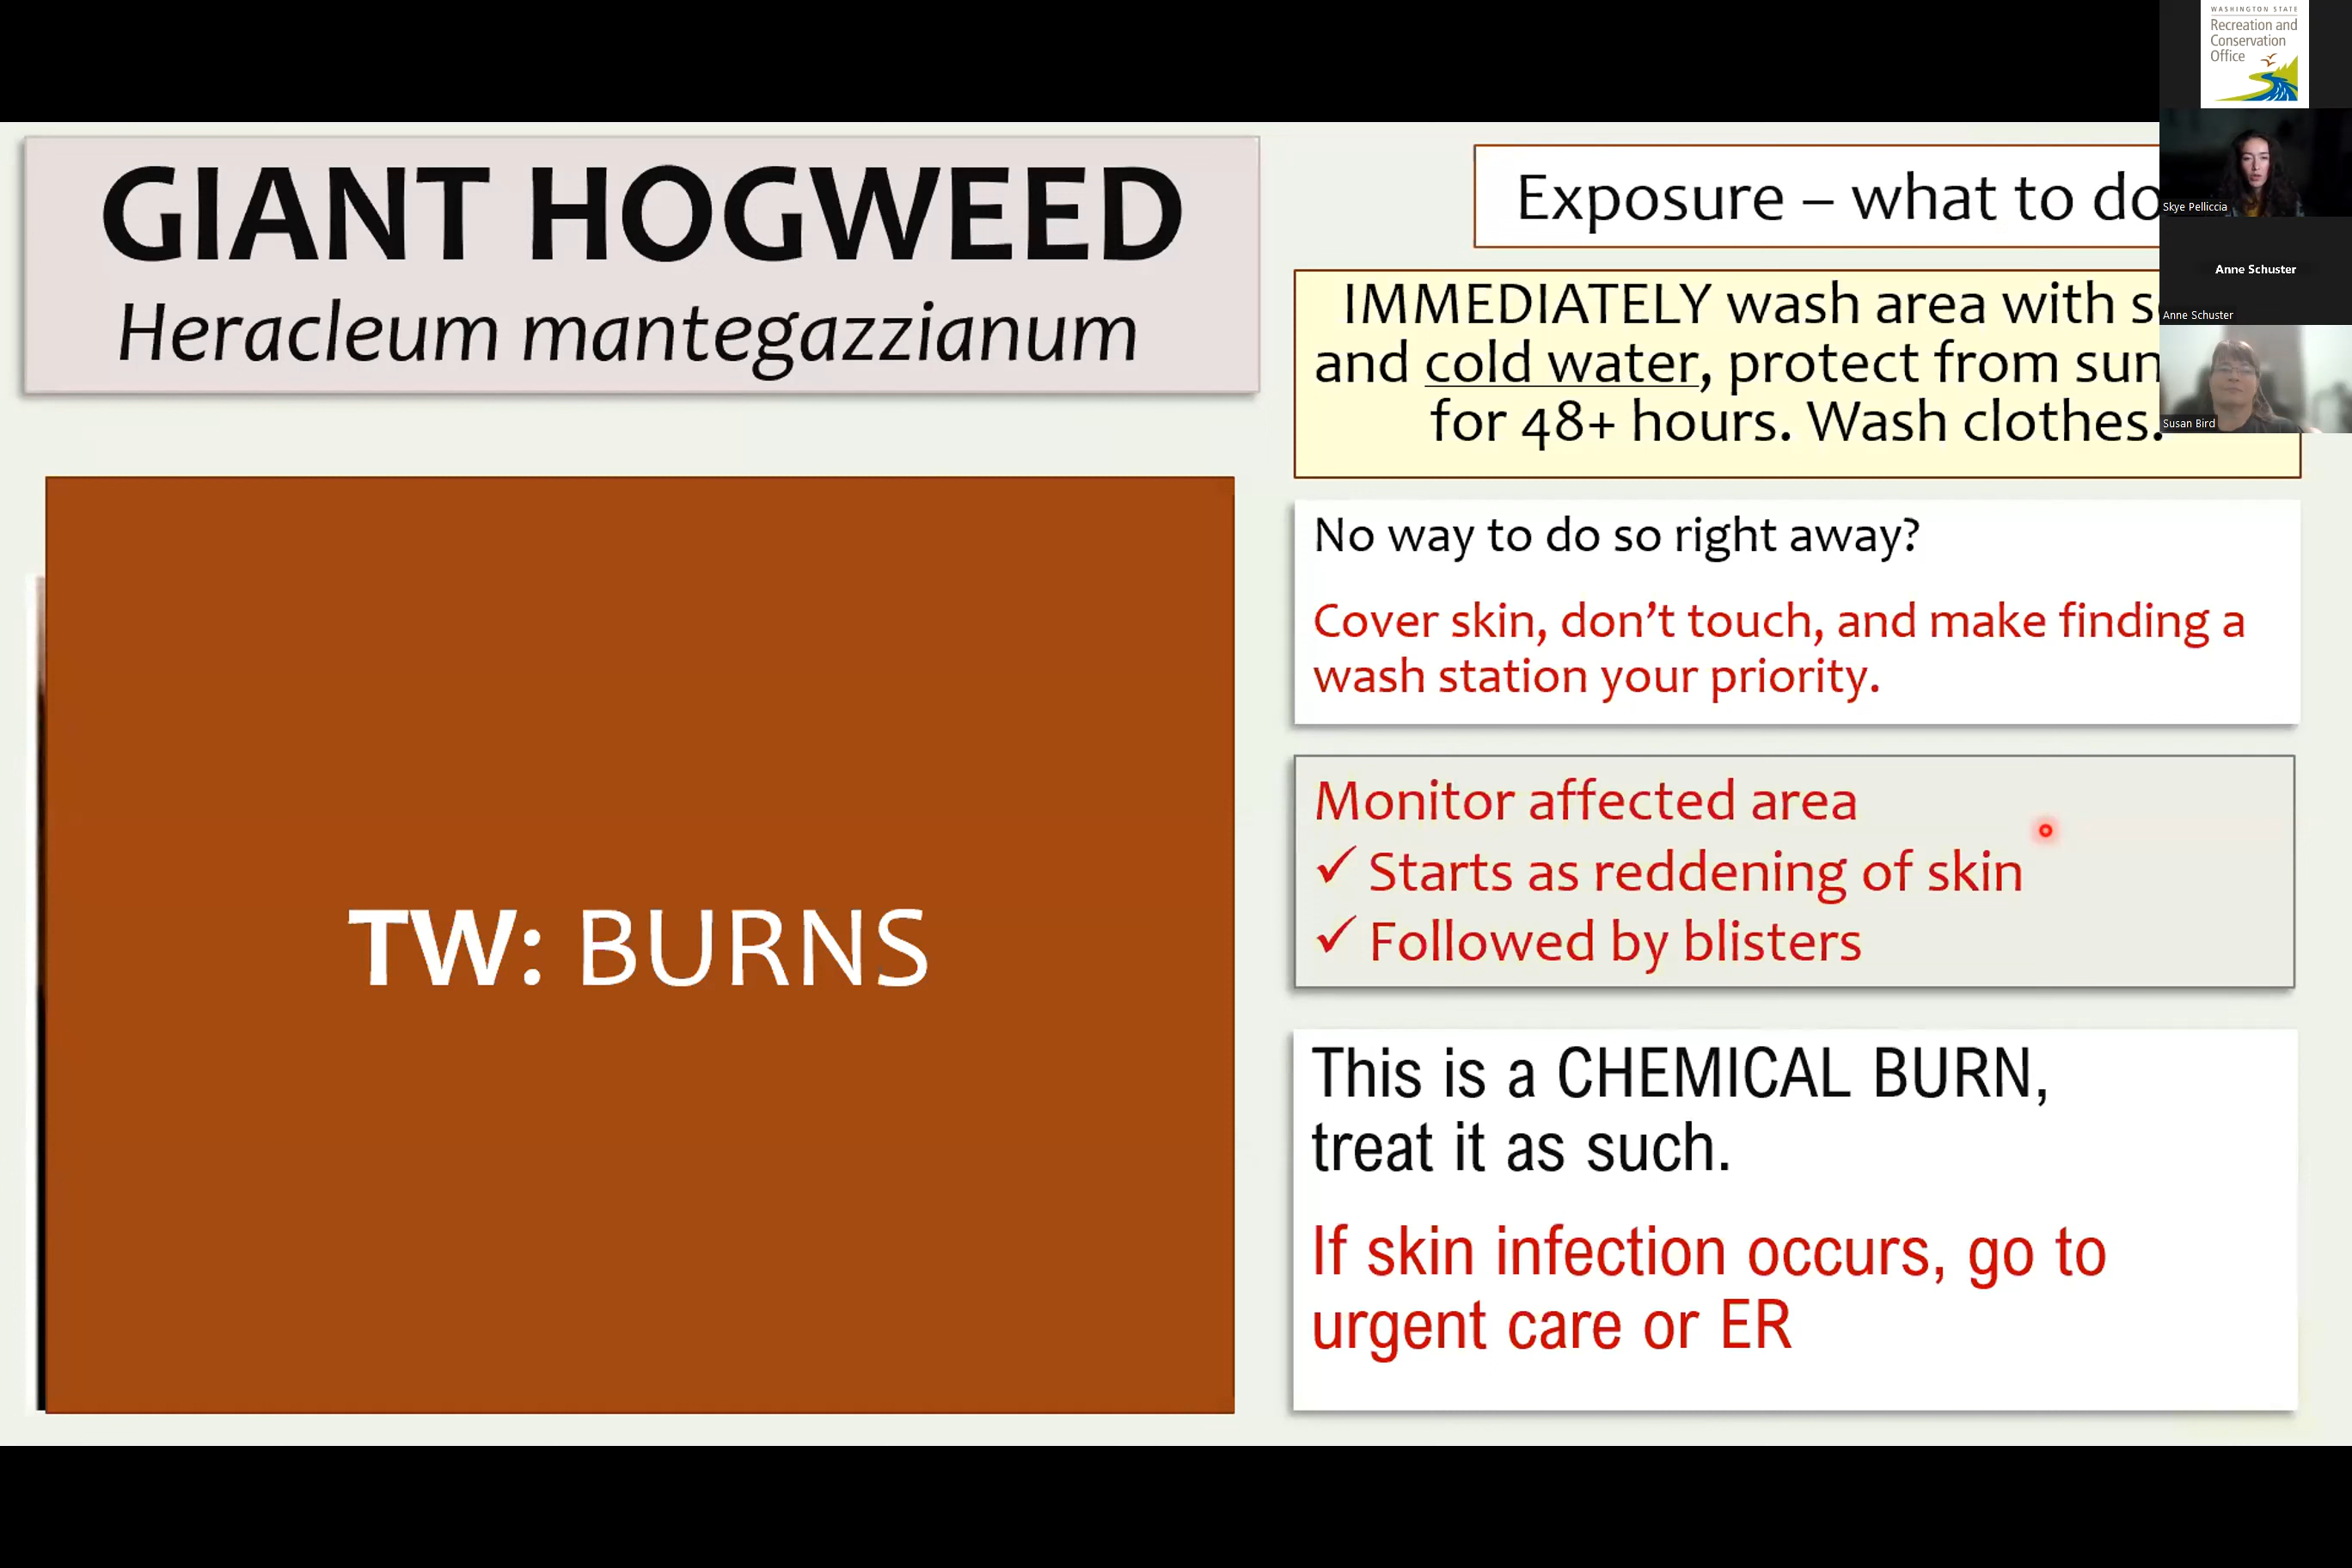 GIANT HOGWEED
Heracleum mantegazzianum
TW: BURNS
Exposure – what to do
IMMEDIATELY wash area with
and cold water, protect from sun
for 48+ hours. Wash clothes.
No way to do so right away?
Cover skin, don’t touch, and make finding a
wash station your priority.
Monitor affected area
✓ Starts as reddening of skin
✓ Followed by blisters
This is a CHEMICAL BURN,
treat it as such.
If skin infection occurs, go to
urgent care or ER
WASHINGTON STATE
Recreation and
Conservation
Office
Skye Pelliccia
Anne Schuster
Anne Schuster
Susan Bird